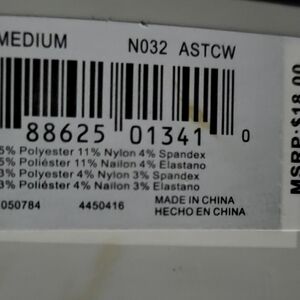 MEDIUM N032 ASTCW
88625 01341 0
5% Polyester 11% Nylon 4% Spandex
5% Poliéster 11% Nailon 4% Elastano
3% Polyester 4% Nylon 3% Spandex
3% Poliéster 4% Nailon 3% Elastano
050784 4450416 MADE IN CHINA
HECHO EN CHINA
MSRP:$18.00